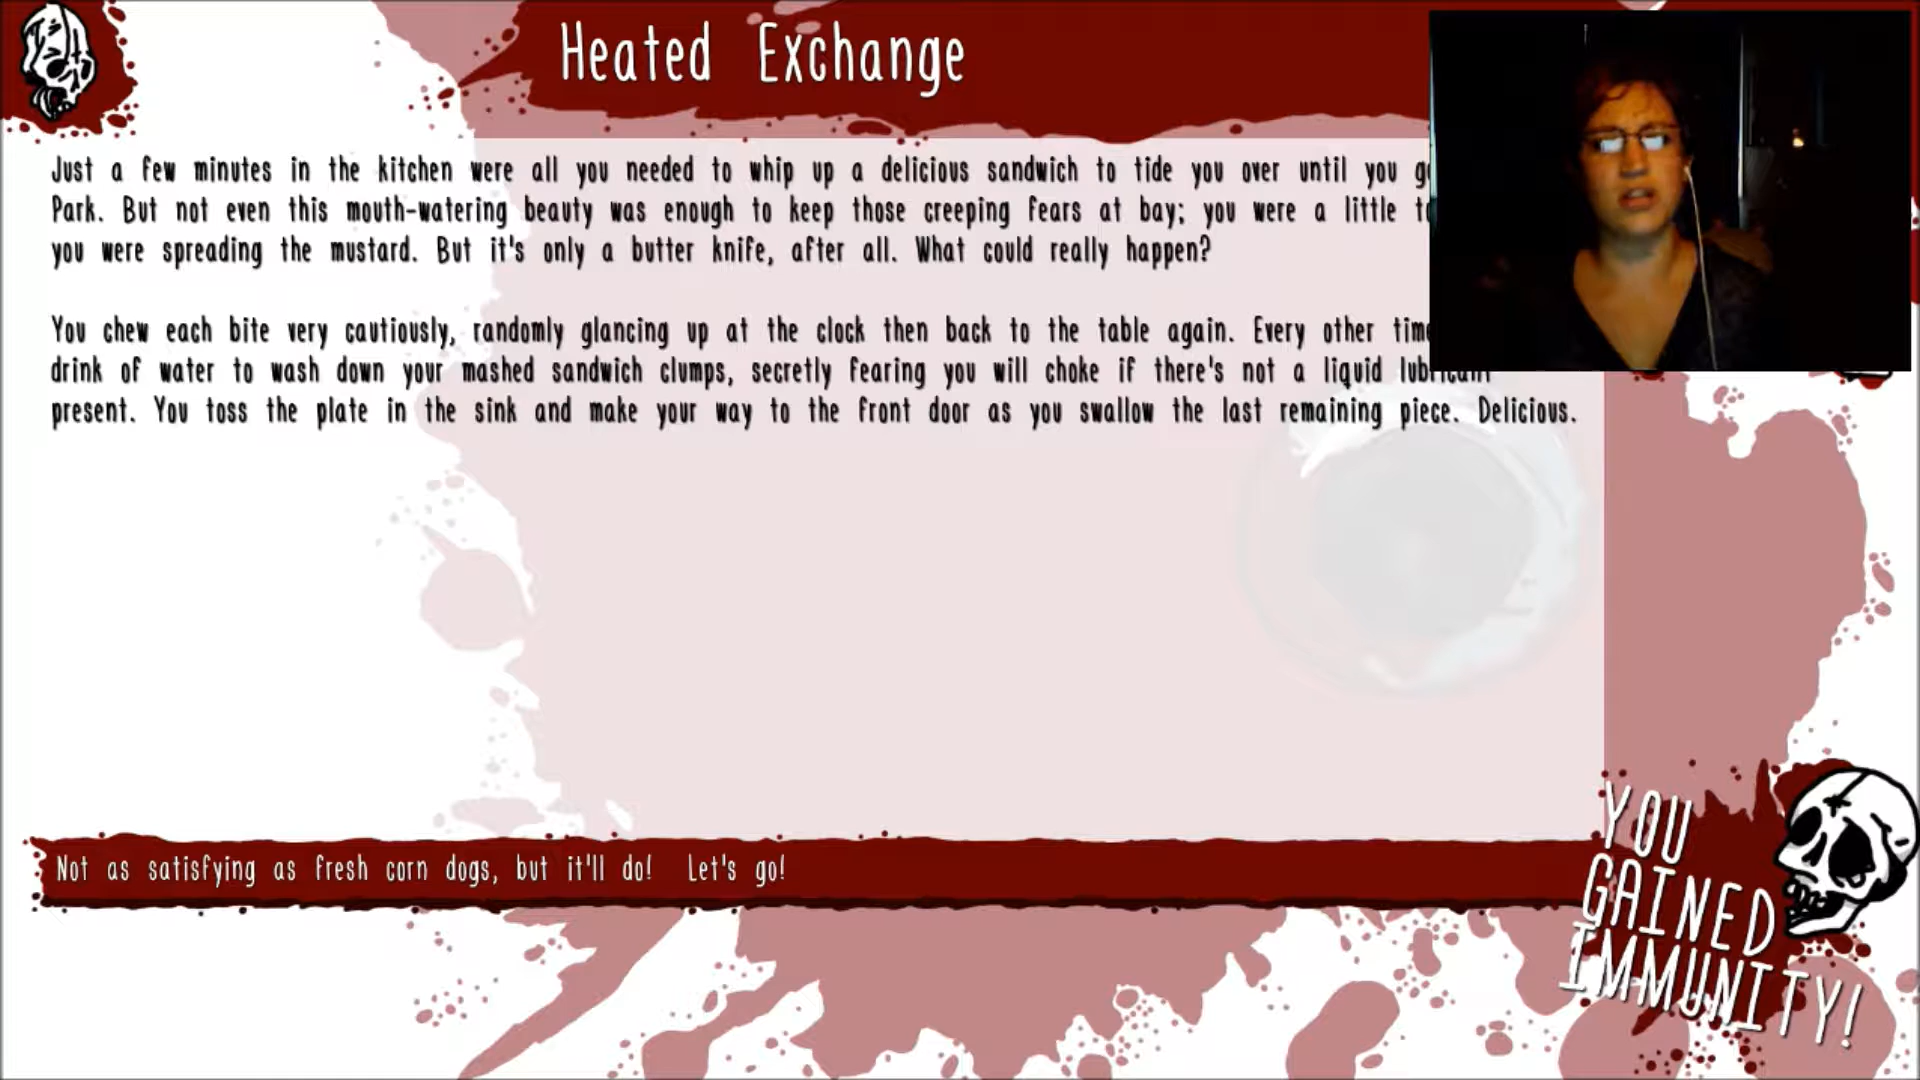 Heated Exchange
Just a few minutes in the kitchen were all you needed to whip up a delicious sandwich to tide you over until you
Park. But not even this mouth-watering beauty was enough to keep those creeping fears at bay; you were a little
you were spreading the mustard. But it's only a butter knife, after all. What could really happen?
You chew each bite very cautiously, randomly glancing up at the clock then back to the table again. Every other time
drink of water to wash down your mashed sandwich clumps, secretly fearing you will choke if there's not a liquid lubricant
present. You toss the plate in the sink and make your way to the front door as you swallow the last remaining piece. Delicious.
Not as satisfying as fresh corn dogs, but it'll do! Let's go!
YOU
GAINED
IMMUNITY!